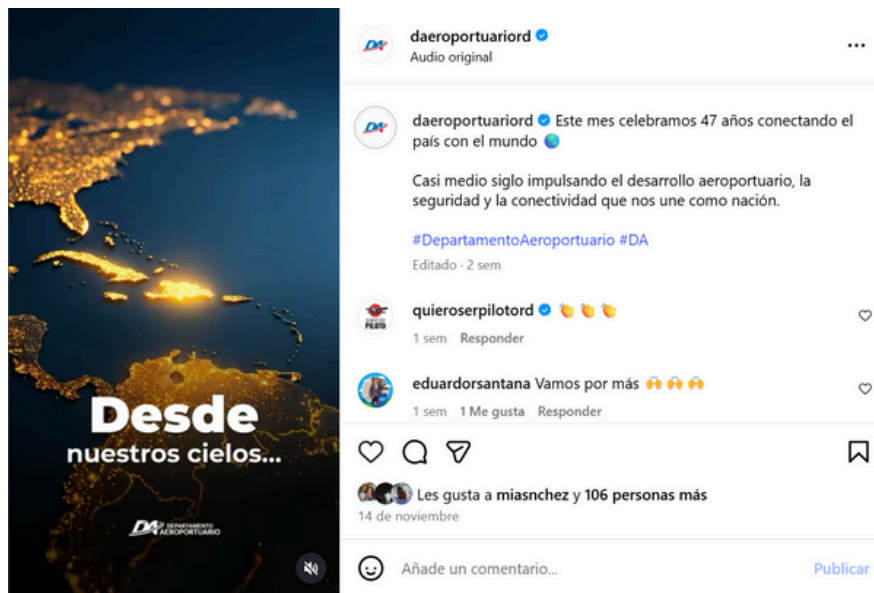 Desde
nuestros cielos...
DA DEPARTAMENTO
AEROPORTUARIO
DA
daeroportuariord
Audio original
DA
daeroportuariord Este mes celebramos 47 años conectando el
país con el mundo 🌎
Casi medio siglo impulsando el desarrollo aeroportuario, la
seguridad y la conectividad que nos une como nación.
#DepartamentoAeroportuario #DA
Editado · 2 sem
PILOTO
quieroserpilotord 👏 👏 👏
1 sem Responder
eduardorsantana Vamos por más 🙌 🙌 🙌
1 sem 1 Me gusta Responder
Les gusta a miasnchez y 106 personas más
14 de noviembre
Añade un comentario...
Publicar